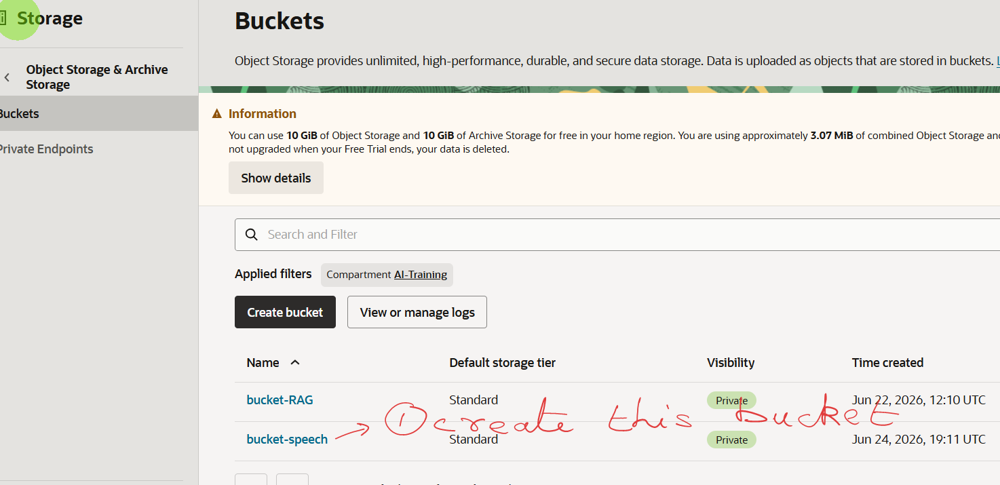 Storage
Object Storage & Archive
Storage
Buckets
Private Endpoints
Buckets
Object Storage provides unlimited, high-performance, durable, and secure data storage. Data is uploaded as objects that are stored in buckets.
Information
You can use 10 GiB of Object Storage and 10 GiB of Archive Storage for free in your home region. You are using approximately 3.07 MiB of combined Object Storage and
not upgraded when your Free Trial ends, your data is deleted.
Show details
Search and Filter
Applied filters Compartment AI-Training
Create bucket View or manage logs
Name Default storage tier Visibility Time created
bucket-RAG Standard Private Jun 22, 2026, 12:10 UTC
① create this bucket
bucket-speech Standard Private Jun 24, 2026, 19:11 UTC